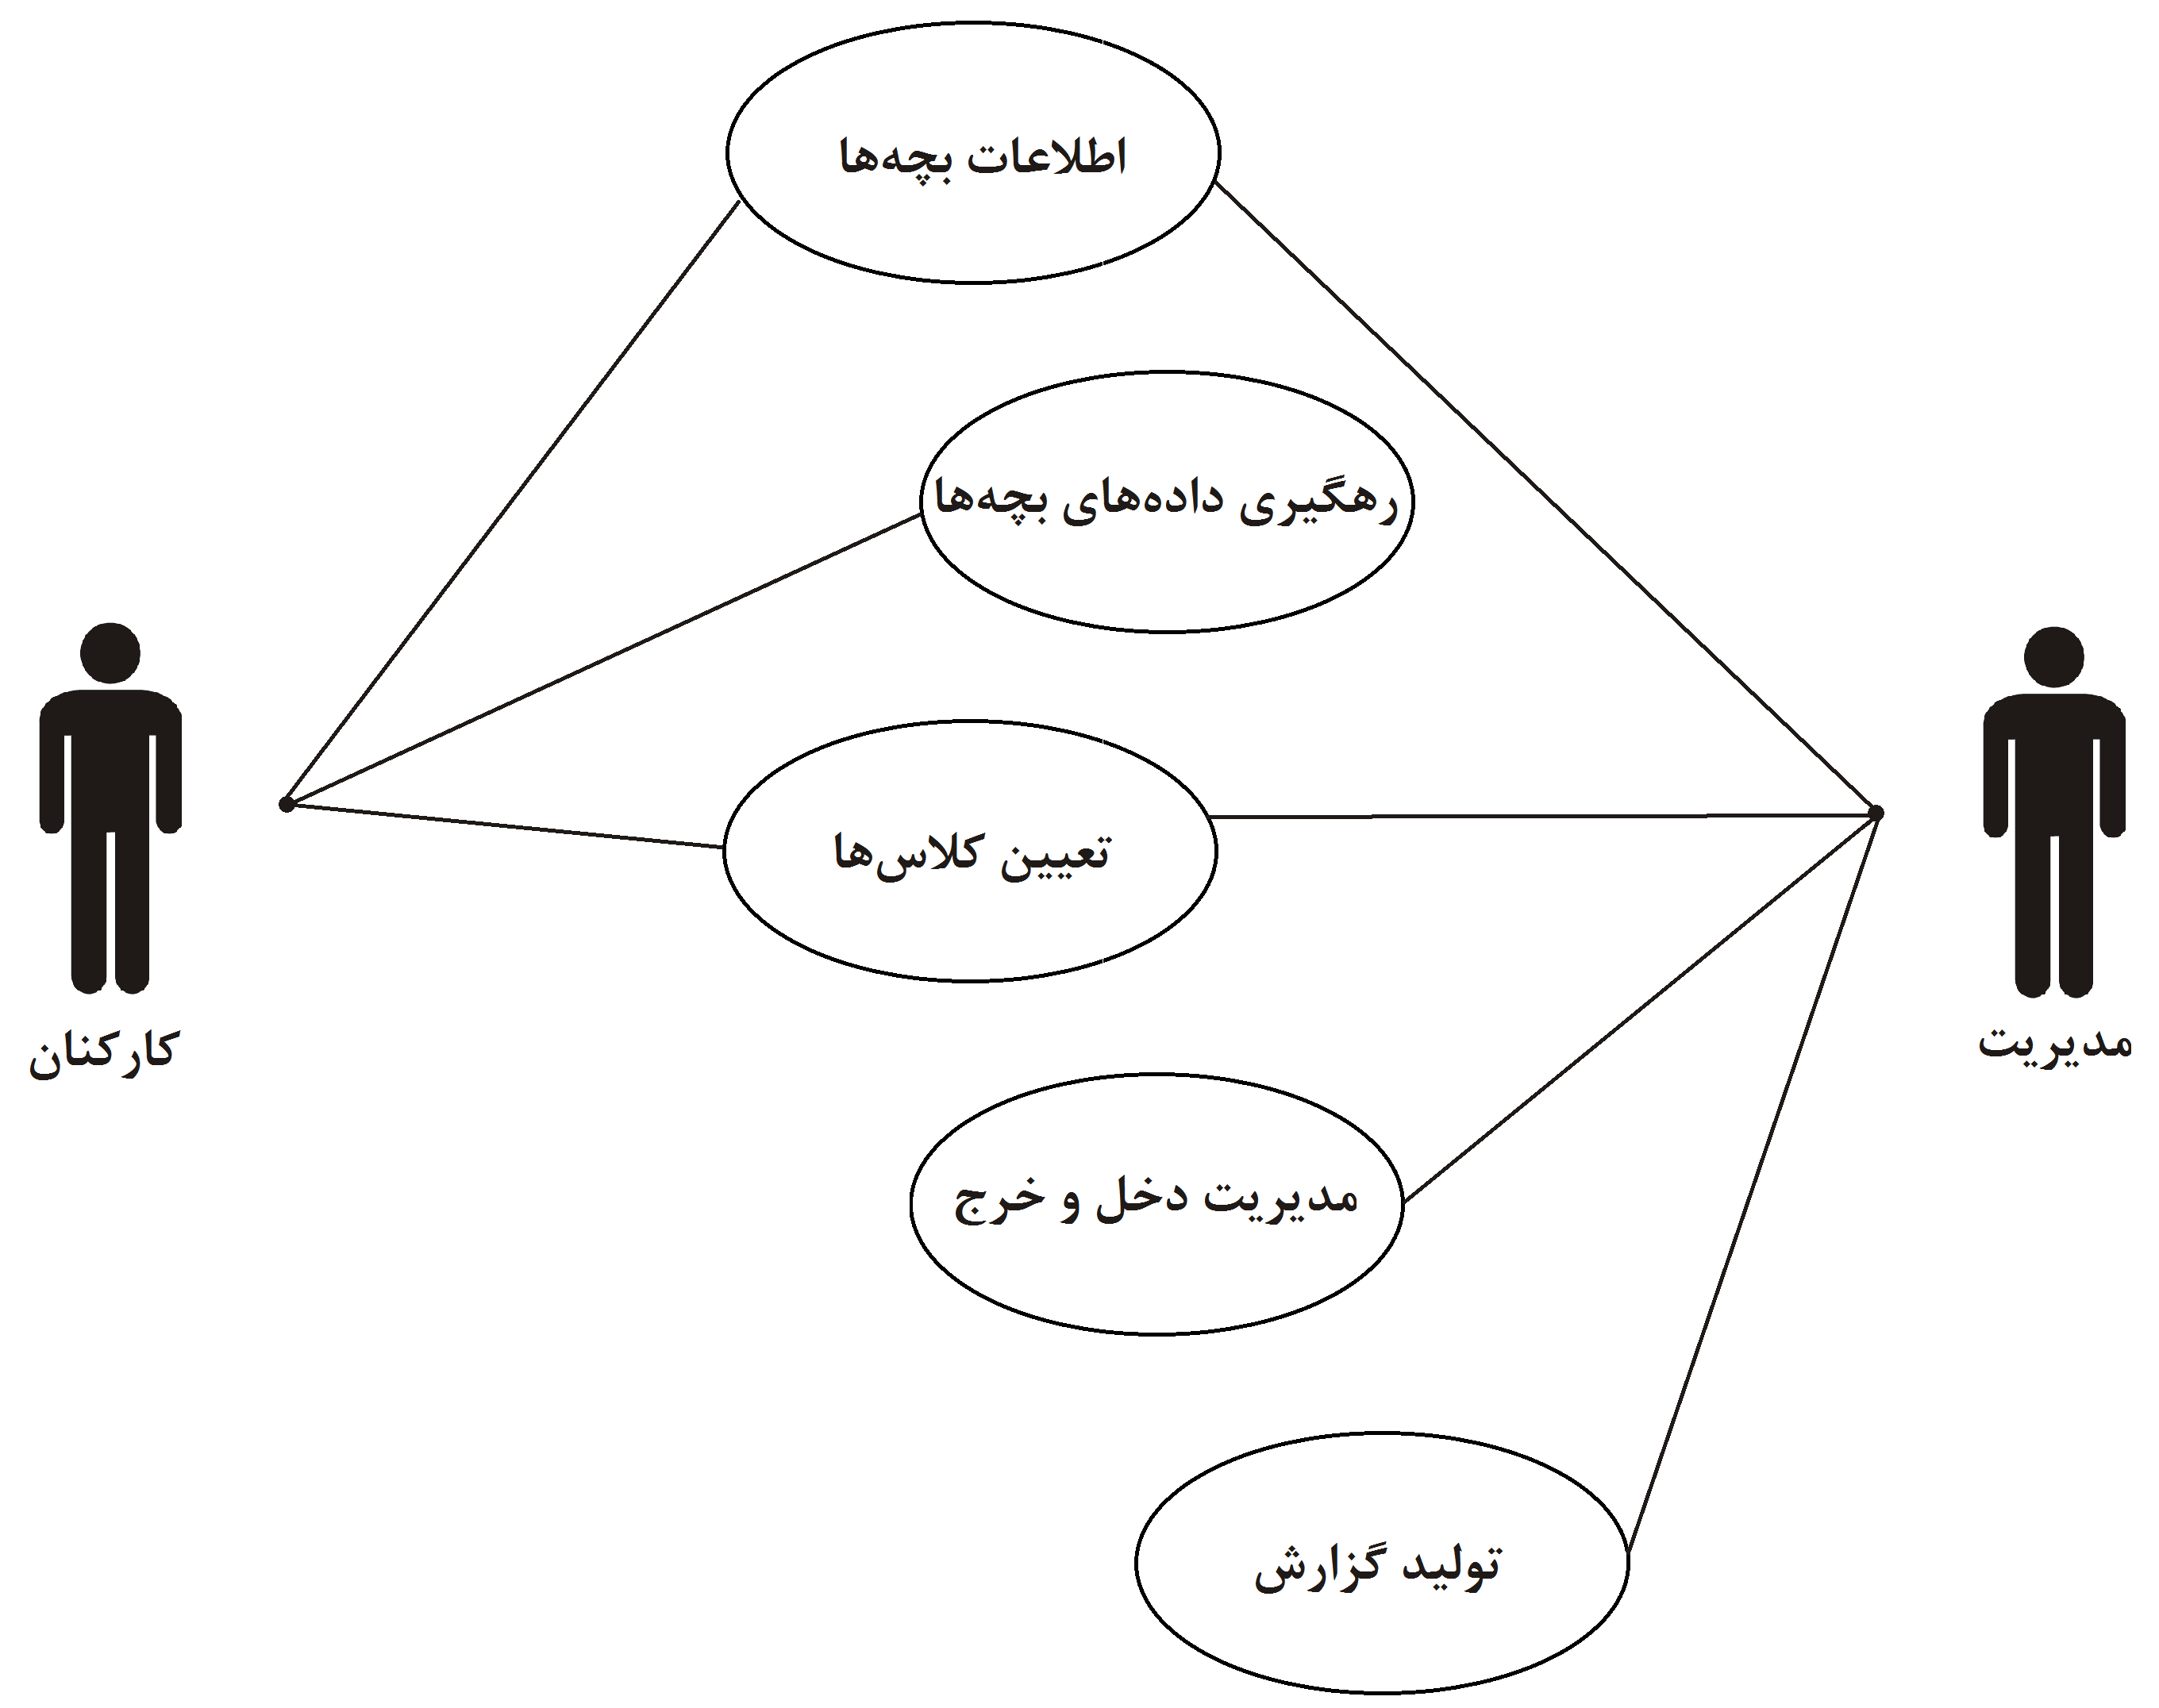 اطلاعات بچه‌ها
رهگیری داده‌های بچه‌ها
تعیین کلاس‌ها
مدیریت
کارکنان
مدیریت دخل و خرج
تولید گزارش